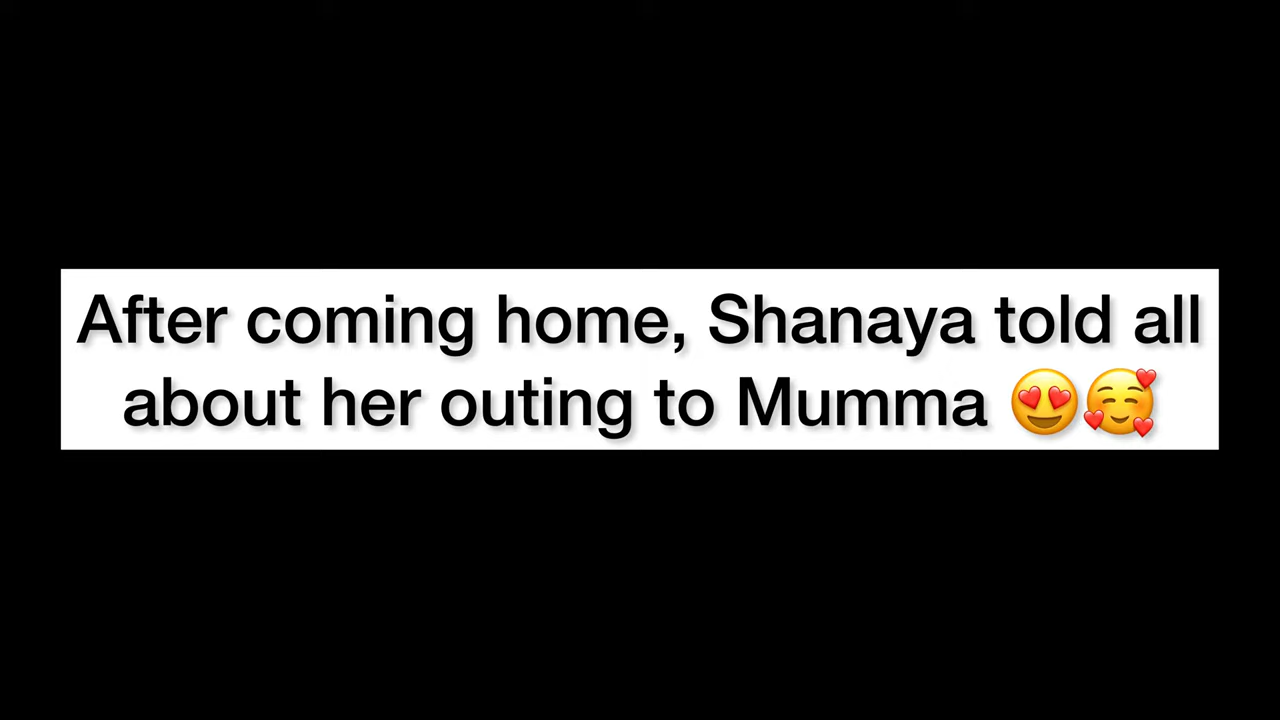 After coming home, Shanaya told all
about her outing to Mumma 😍🥰